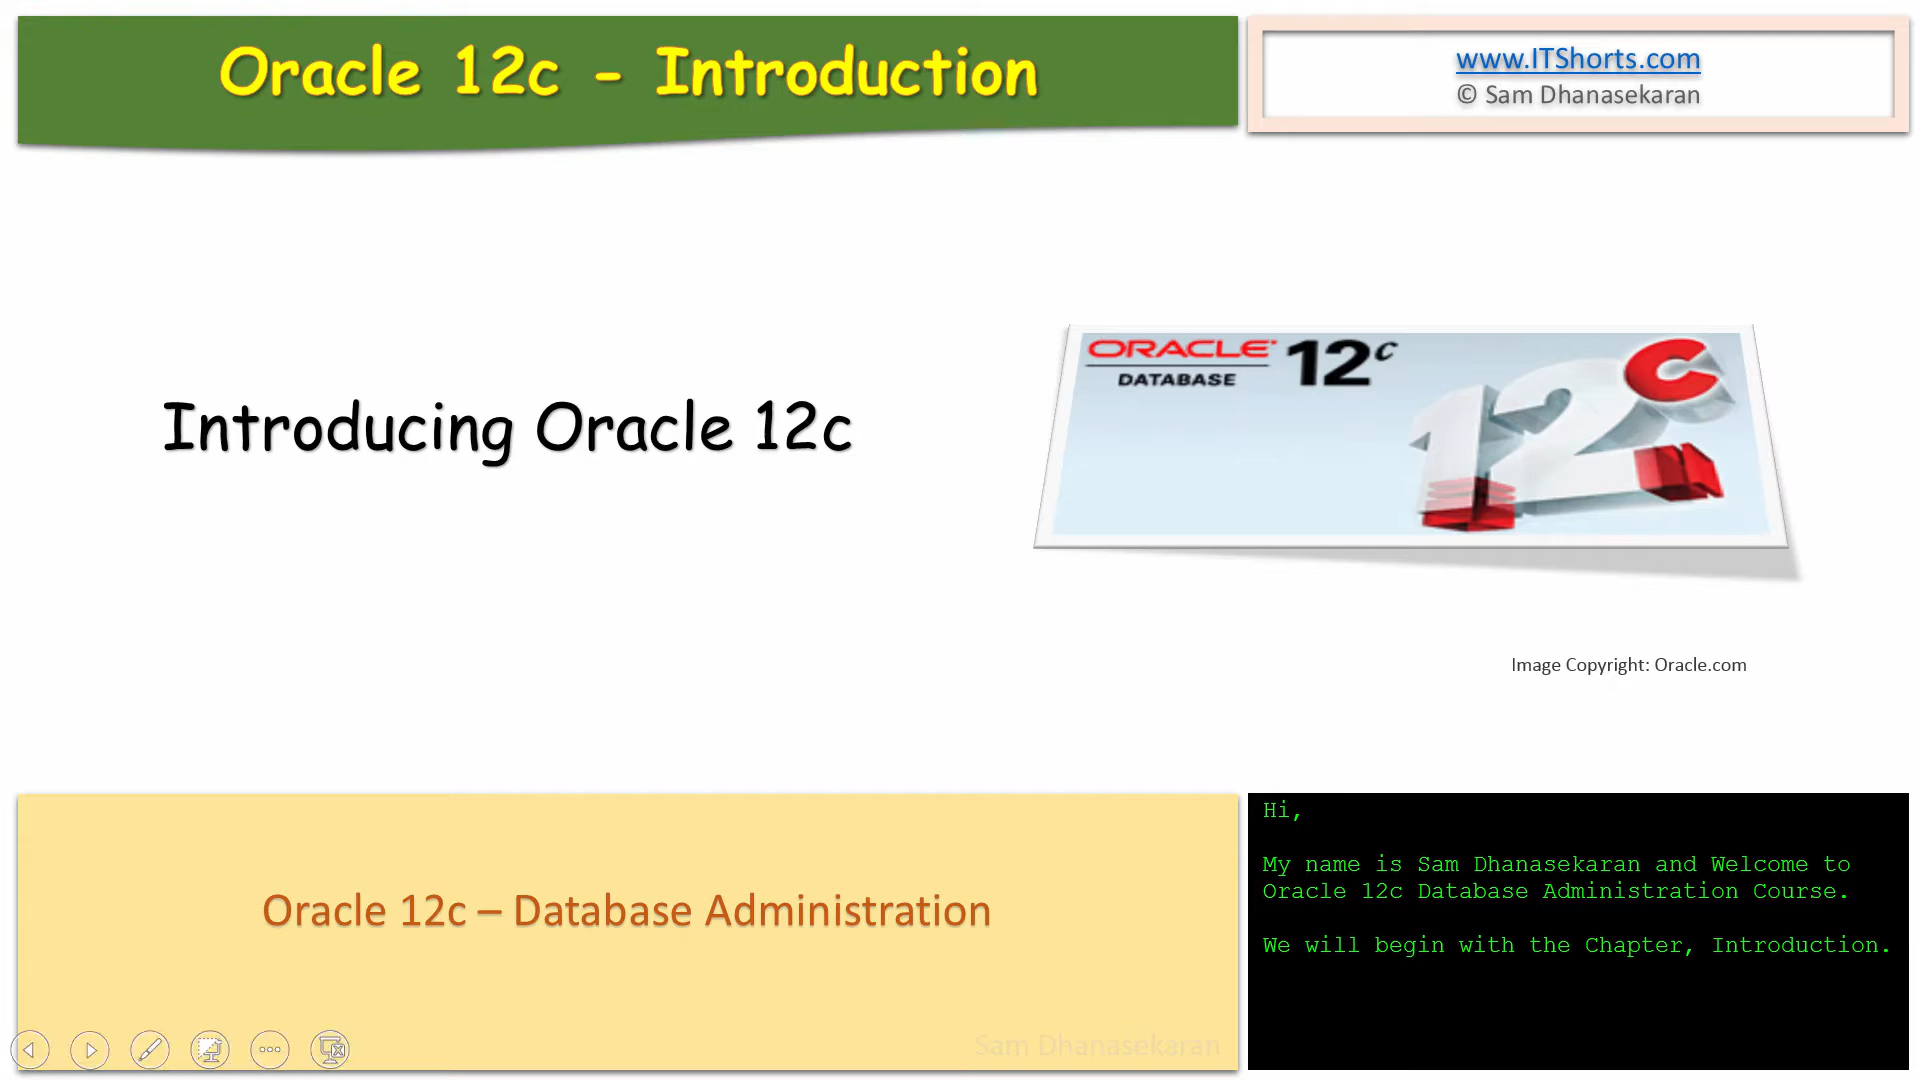 Oracle 12c - Introduction
www.ITShorts.com
© Sam Dhanasekaran
Introducing Oracle 12c
ORACLE 12c
DATABASE
12c
Image Copyright: Oracle.com
Oracle 12c – Database Administration
Sam Dhanasekaran
Hi,
My name is Sam Dhanasekaran and Welcome to
Oracle 12c Database Administration Course.
We will begin with the Chapter, Introduction.